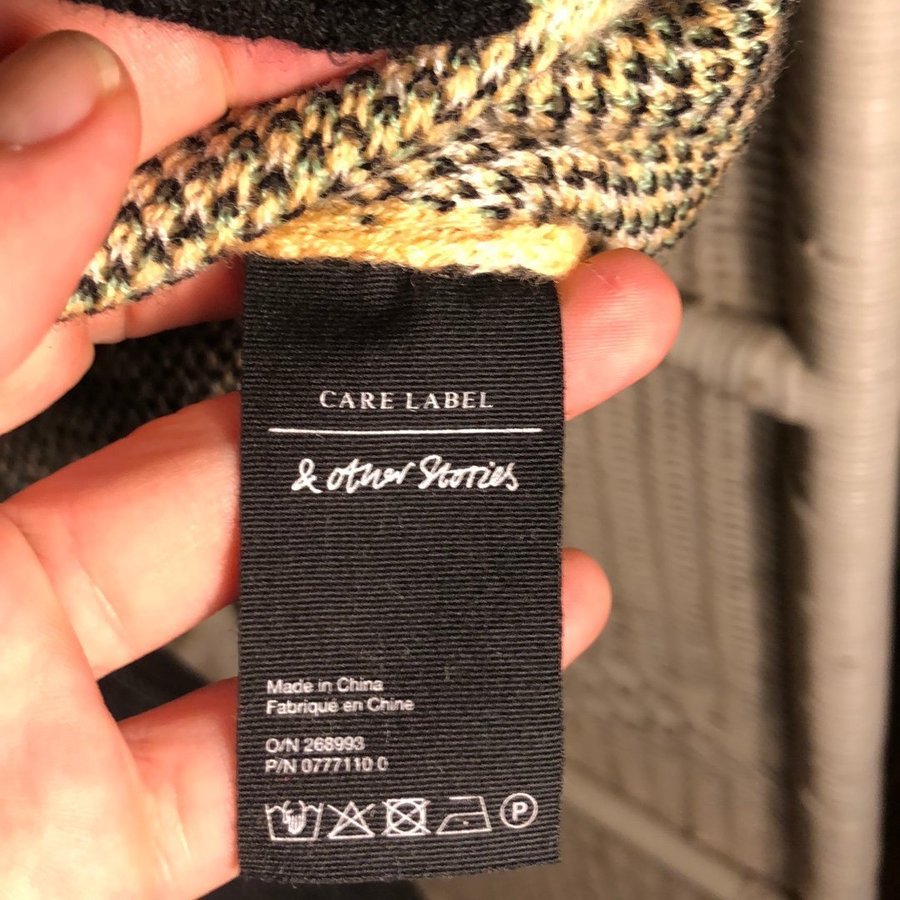 CARE LABEL
& other Stories
Made in China
Fabriqué en Chine
O/N 268993
P/N 0777110 0
P